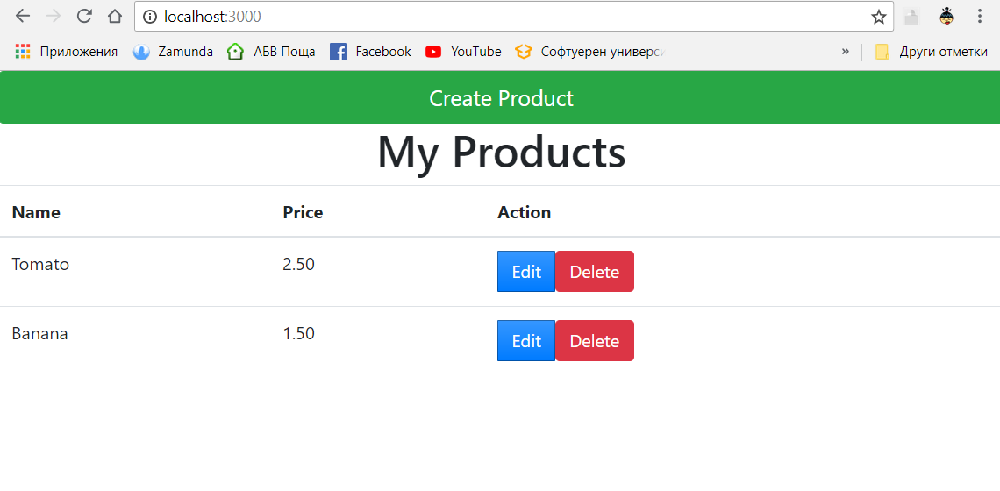 localhost:3000
Приложения Zamunda АБВ Поща Facebook YouTube Софтуерен универси » Други отметки
Create Product
My Products
Name Price Action
Tomato 2.50 Edit Delete
Banana 1.50 Edit Delete